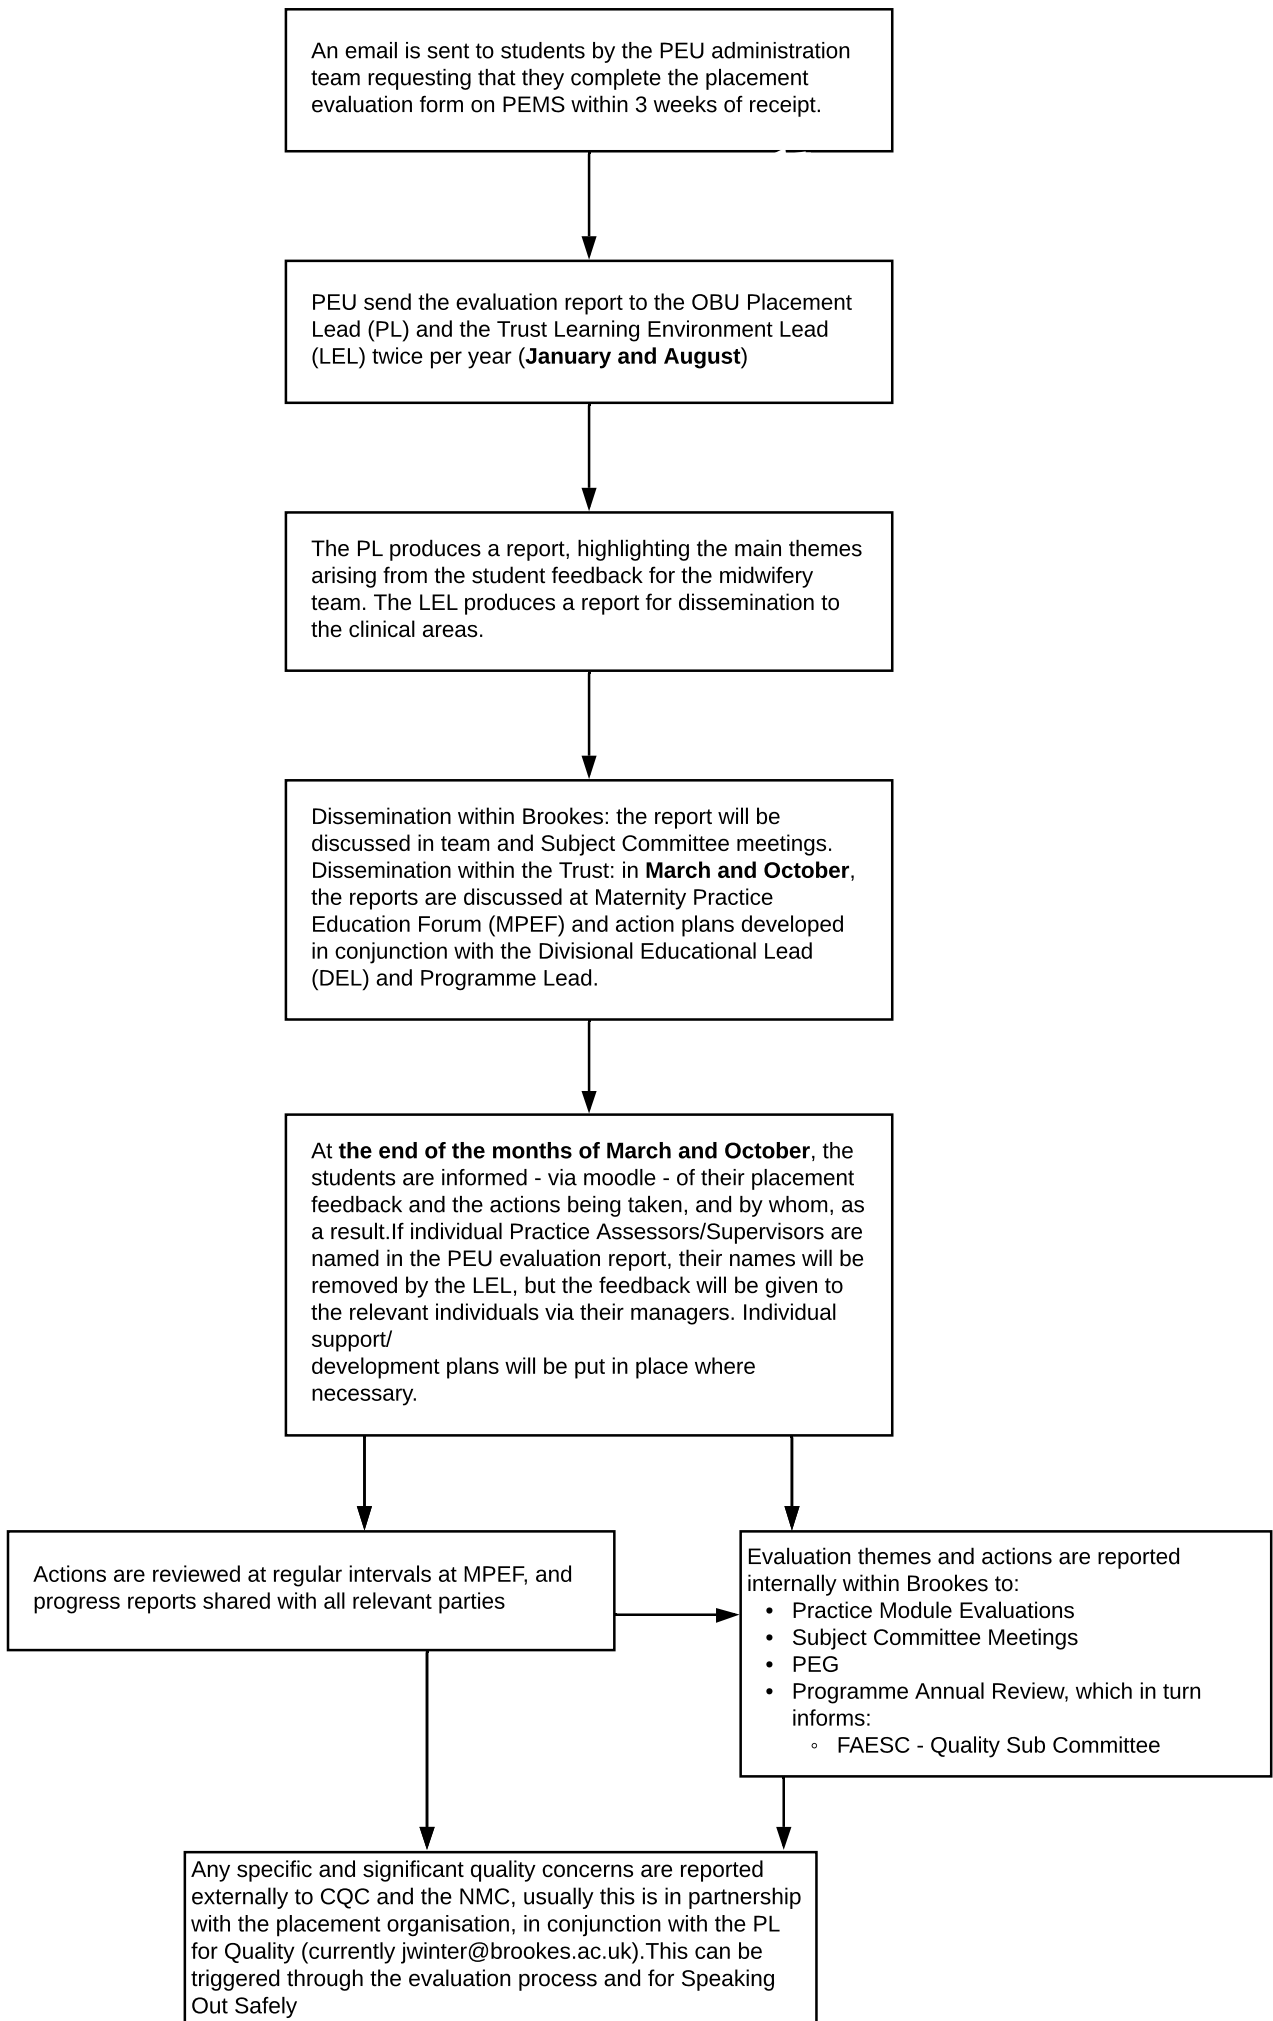 An email is sent to students by the PEU administration
team requesting that they complete the placement
evaluation form on PEMS within 3 weeks of receipt.
PEU send the evaluation report to the OBU Placement
Lead (PL) and the Trust Learning Environment Lead
(LEL) twice per year (January and August)
The PL produces a report, highlighting the main themes
arising from the student feedback for the midwifery
team. The LEL produces a report for dissemination to
the clinical areas.
Dissemination within Brookes: the report will be
discussed in team and Subject Committee meetings.
Dissemination within the Trust: in March and October,
the reports are discussed at Maternity Practice
Education Forum (MPEF) and action plans developed
in conjunction with the Divisional Educational Lead
(DEL) and Programme Lead.
At the end of the months of March and October, the
students are informed - via moodle - of their placement
feedback and the actions being taken, and by whom, as
a result.If individual Practice Assessors/Supervisors are
named in the PEU evaluation report, their names will be
removed by the LEL, but the feedback will be given to
the relevant individuals via their managers. Individual
support/
development plans will be put in place where
necessary.
Actions are reviewed at regular intervals at MPEF, and
progress reports shared with all relevant parties
Evaluation themes and actions are reported
internally within Brookes to:
• Practice Module Evaluations
• Subject Committee Meetings
• PEG
• Programme Annual Review, which in turn
informs:
◦ FAESC - Quality Sub Committee
Any specific and significant quality concerns are reported
externally to CQC and the NMC, usually this is in partnership
with the placement organisation, in conjunction with the PL
for Quality (currently jwinter@brookes.ac.uk).This can be
triggered through the evaluation process and for Speaking
Out Safely